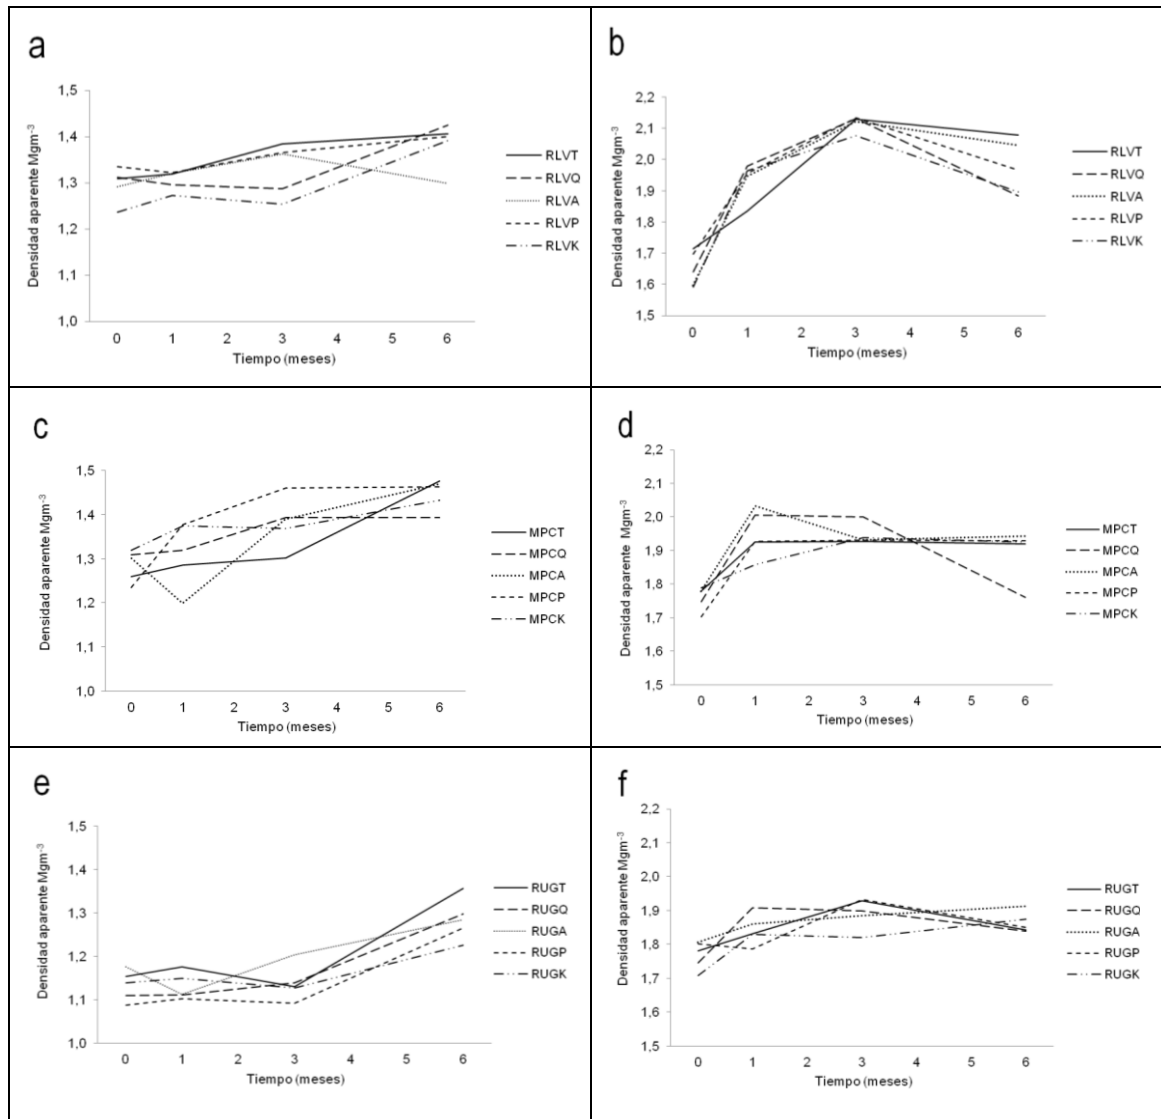 a
Densidad aparente Mgm⁻³
1,5
1,4
1,3
1,2
1,1
1,0
0 1 2 3 4 5 6
Tiempo (meses)
RLVT
RLVQ
RLVA
RLVP
RLVK
b
Densidad aparente Mgm⁻³
2,2
2,1
2,0
1,9
1,8
1,7
1,6
1,5
0 1 2 3 4 5 6
Tiempo (meses)
RLVT
RLVQ
RLVA
RLVP
RLVK
c
Densidad aparente Mgm⁻³
1,5
1,4
1,3
1,2
1,1
1,0
0 1 2 3 4 5 6
Tiempo (meses)
MPCT
MPCQ
MPCA
MPCP
MPCK
d
Densidad aparente Mgm⁻³
2,2
2,1
2,0
1,9
1,8
1,7
1,6
1,5
0 1 2 3 4 5 6
Tiempo (meses)
MPCT
MPCQ
MPCA
MPCP
MPCK
e
Densidad aparente Mgm⁻³
1,5
1,4
1,3
1,2
1,1
1,0
0 1 2 3 4 5 6
Tiempo (meses)
RUGT
RUGQ
RUGA
RUGP
RUGK
f
Densidad aparente Mgm⁻³
2,2
2,1
2,0
1,9
1,8
1,7
1,6
1,5
0 1 2 3 4 5 6
Tiempo (meses)
RUGT
RUGQ
RUGA
RUGP
RUGK